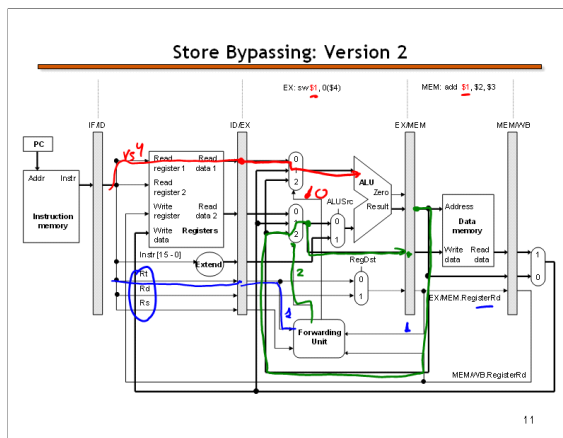 Store Bypassing: Version 2
EX: sw $1, 0($4)
MEM: add $1, $2, $3
IF/ID
ID/EX
EX/MEM
MEM/WB
PC
Addr Instr
Instruction
memory
rs 4
Read
register 1
Read
data 1
Read
register 2
Write
register
Read
data 2
Write
data
Registers
Instr [15 - 0]
Extend
Rt
Rd
Rs
0
1
2
0
1
2
0
ALUSrc
0
1
ALU
Zero
Result
RegDst
0
1
2
1
1
Forwarding
Unit
Address
Data
memory
Write
data
Read
data
1
0
EX/MEM.RegisterRd
MEM/WB.RegisterRd
11